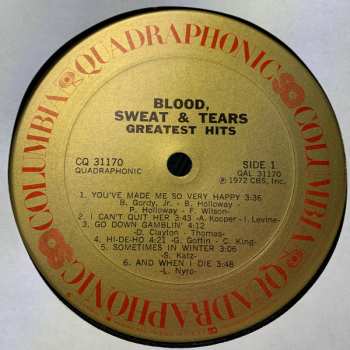 COLUMBIA QUADRAPHONIC COLUMBIA QUADRAPHONIC
BLOOD,
SWEAT & TEARS
GREATEST HITS
CQ 31170
QUADRAPHONIC
SIDE 1
QAL 31170
Ⓟ 1972 CBS, Inc.
1. YOU'VE MADE ME SO VERY HAPPY 3:36
B. Gordy, Jr. - B. Holloway -
P. Holloway - F. Wilson-
2. I CAN'T QUIT HER 3:43 -A. Kooper - I. Levine-
3. GO DOWN GAMBLIN' 4:12
-D. Clayton - Thomas-
4. HI-DE-HO 4:21 -G. Goffin - C. King-
5. SOMETIMES IN WINTER 3:06
-S. Katz-
6. AND WHEN I DIE 3:48
-L. Nyro-